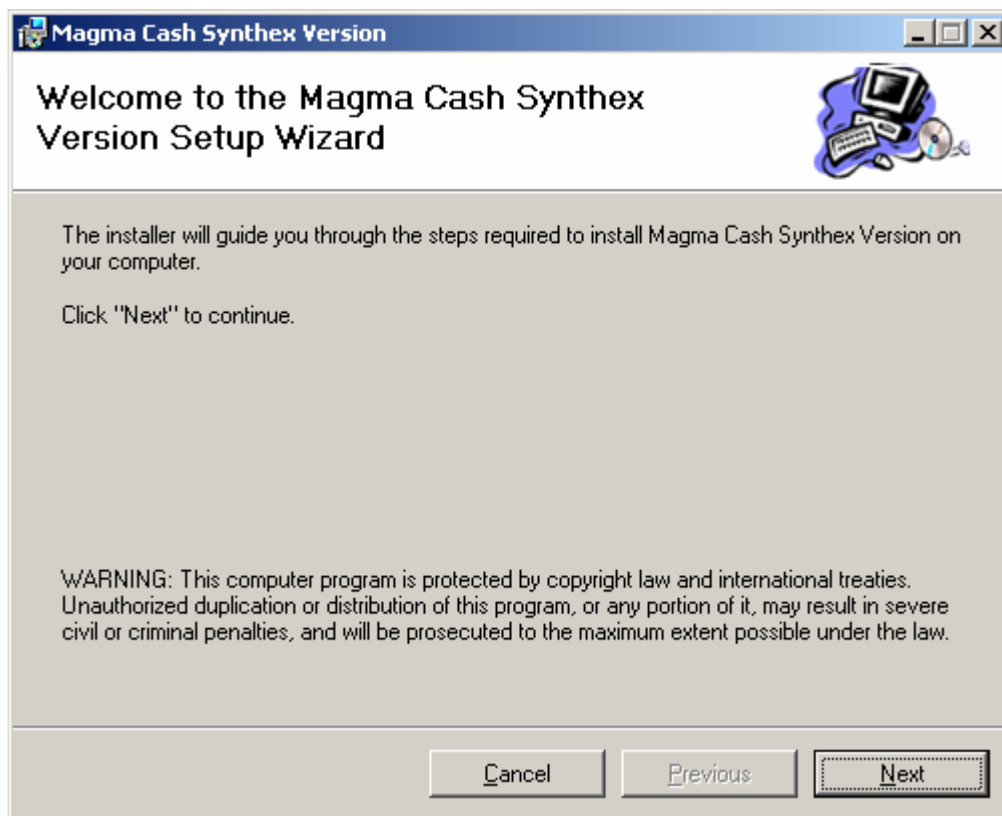 Magma Cash Synthex Version
Welcome to the Magma Cash Synthex
Version Setup Wizard
The installer will guide you through the steps required to install Magma Cash Synthex Version on
your computer.
Click "Next" to continue.
WARNING: This computer program is protected by copyright law and international treaties.
Unauthorized duplication or distribution of this program, or any portion of it, may result in severe
civil or criminal penalties, and will be prosecuted to the maximum extent possible under the law.
Cancel
Previous
Next